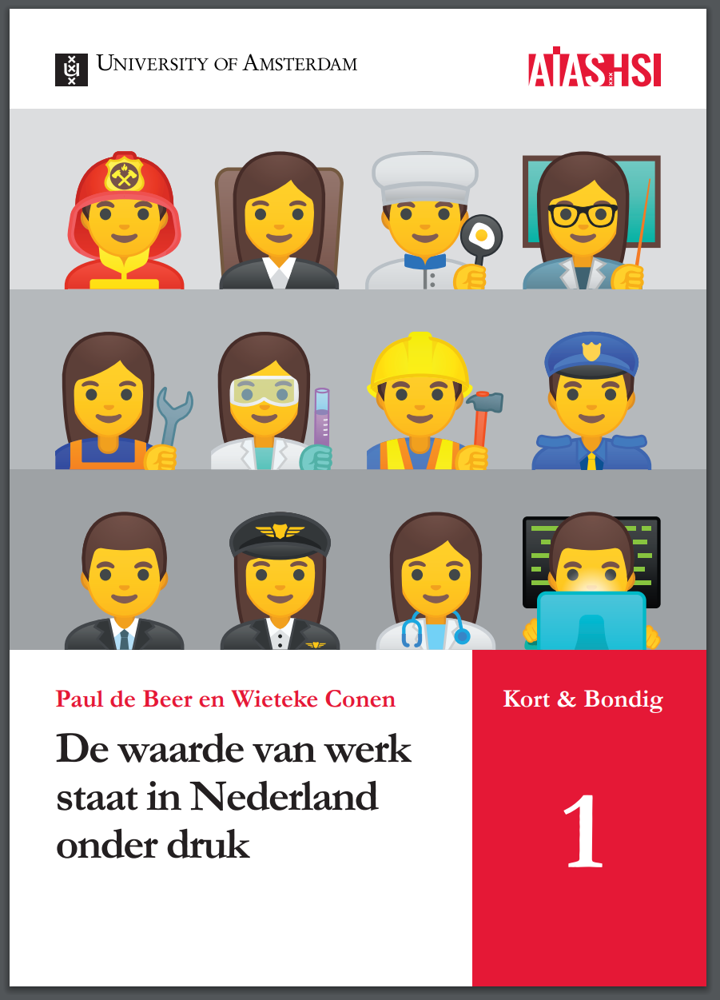 UNIVERSITY OF AMSTERDAM
AIAS HSI
Paul de Beer en Wieteke Conen
De waarde van werk
staat in Nederland
onder druk
Kort & Bondig
1